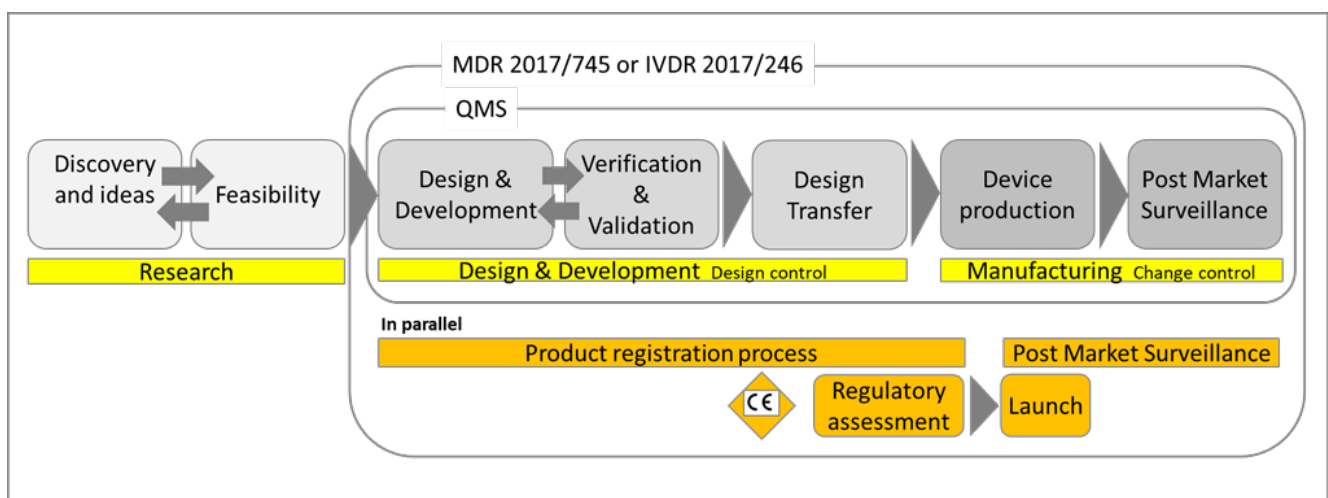 MDR 2017/745 or IVDR 2017/246
QMS
Discovery
and ideas
Feasibility
Design &
Development
Verification
&
Validation
Design
Transfer
Device
production
Post Market
Surveillance
Research
Design & Development Design control
Manufacturing Change control
In parallel
Product registration process
Post Market Surveillance
CE
Regulatory
assessment
Launch